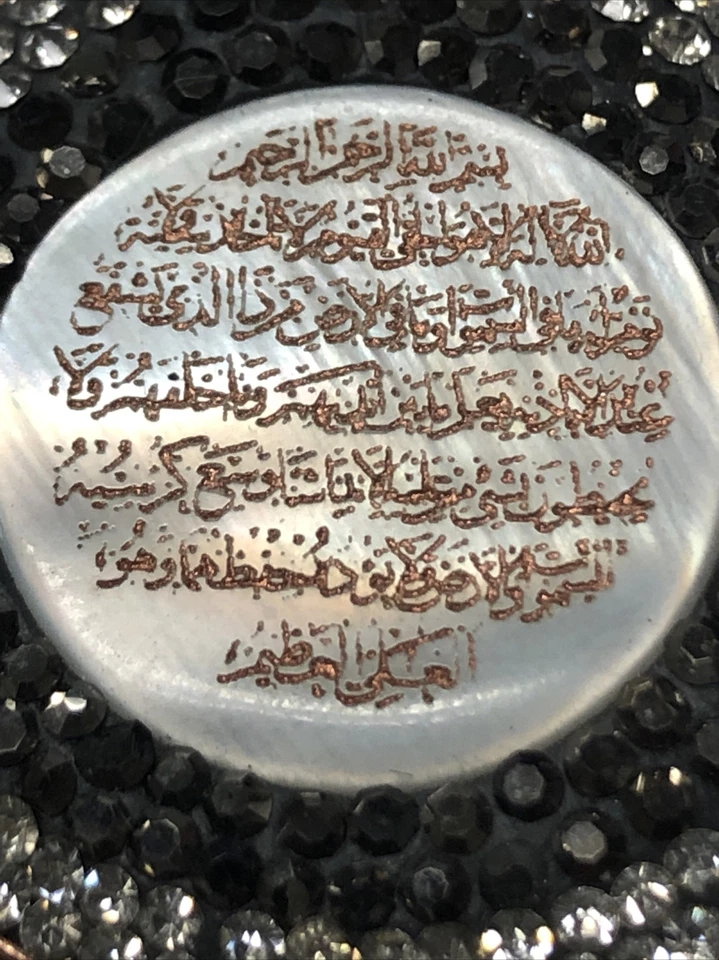 بسم الله الرحمن الرحيم
الله لا إله إلا هو الحي القيوم لا تأخذه سنة ولا
نوم له ما في السموات وما في الارض من ذا الذي يشفع
عنده إلا بإذنه يعلم ما بين أيديهم وما خلفهم ولا
يحيطون بشيء من علمه إلا بما شاء وسع كرسيه
السموات والارض ولا يؤده حفظهما وهو
العلي العظيم